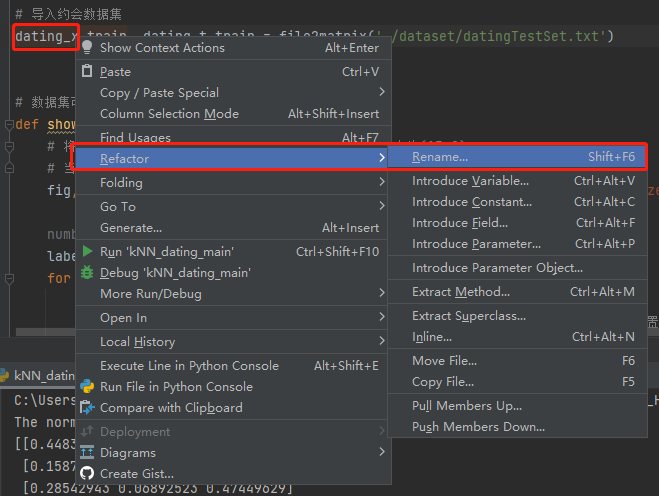 # 导入约会数据集
dating_x_train, dating_t_train = file2matrix('./dataset/datingTestSet.txt')
Show Context Actions Alt+Enter
Paste Ctrl+V
Copy / Paste Special
Column Selection Mode Alt+Shift+Insert
Find Usages Alt+F7
Refactor
Folding
Go To
Generate... Alt+Insert
Run 'kNN_dating_main' Ctrl+Shift+F10
Debug 'kNN_dating_main'
More Run/Debug
Open In
Local History
Execute Line in Python Console Alt+Shift+E
Run File in Python Console
Compare with Clipboard
Deployment
Diagrams
Create Gist...
Rename... Shift+F6
Introduce Variable... Ctrl+Alt+V
Introduce Constant... Ctrl+Alt+C
Introduce Field... Ctrl+Alt+F
Introduce Parameter... Ctrl+Alt+P
Introduce Parameter Object...
Extract Method... Ctrl+Alt+M
Extract Superclass...
Inline... Ctrl+Alt+N
Move File... F6
Copy File... F5
Pull Members Up...
Push Members Down...
# 数据集可
def show
# 将
# 当
fig,
numb
labe
for
置
kNN_datin
C:\Users
The norm
[[0.4483
[0.1587
[0.28542943 0.06892523 0.47449629]